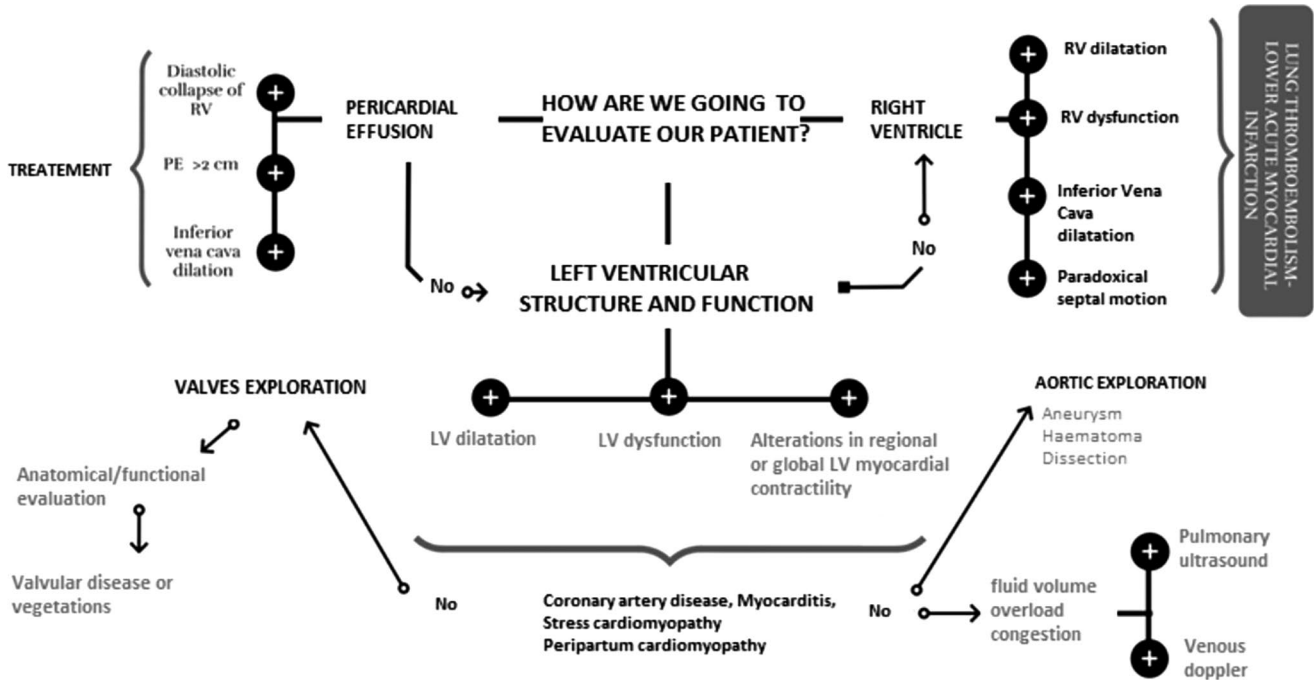 HOW ARE WE GOING TO
EVALUATE OUR PATIENT?
PERICARDIAL
EFFUSION
Diastolic
collapse of
RV
PE >2 cm
Inferior
vena cava
dilation
TREATEMENT
No
RIGHT
VENTRICLE
RV dilatation
RV dysfunction
Inferior Vena
Cava
dilatation
Paradoxical
septal motion
LUNG THROMBOEMBOLISM-
LOWER ACUTE MYOCARDIAL
INFARCTION
No
LEFT VENTRICULAR
STRUCTURE AND FUNCTION
LV dilatation
LV dysfunction
Alterations in regional
or global LV myocardial
contractility
VALVES EXPLORATION
Anatomical/functional
evaluation
Valvular disease or
vegetations
No
Coronary artery disease, Myocarditis,
Stress cardiomyopathy
Peripartum cardiomyopathy
No
AORTIC EXPLORATION
Aneurysm
Haematoma
Dissection
fluid volume
overload
congestion
Pulmonary
ultrasound
Venous
doppler